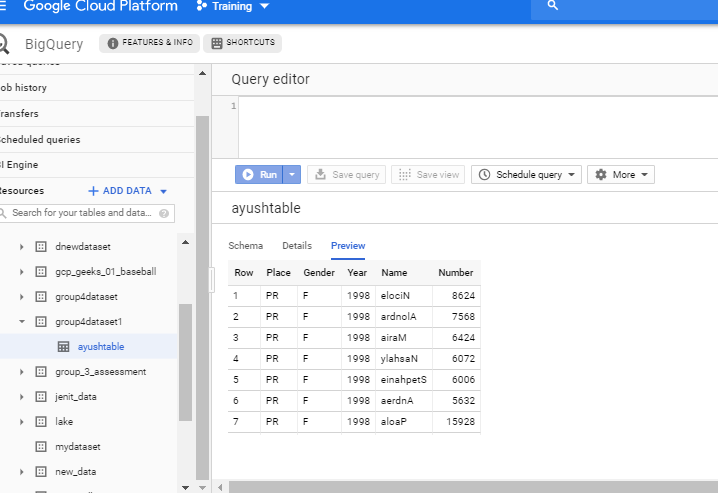 Google Cloud Platform Training
BigQuery FEATURES & INFO SHORTCUTS
Query editor
1
ob history
ransfers
cheduled queries
I Engine
esources + ADD DATA
Search for your tables and data...
Run Save query Save view Schedule query More
ayushtable
Schema Details Preview
dnewdataset
gcp_geeks_01_baseball
group4dataset
group4dataset1
ayushtable
group_3_assessment
jenit_data
lake
mydataset
new_data
Row Place Gender Year Name Number
1 PR F 1998 elociN 8624
2 PR F 1998 ardnolA 7568
3 PR F 1998 airaM 6424
4 PR F 1998 ylahsaN 6072
5 PR F 1998 einahpetS 6006
6 PR F 1998 aerdnA 5632
7 PR F 1998 aloaP 15928